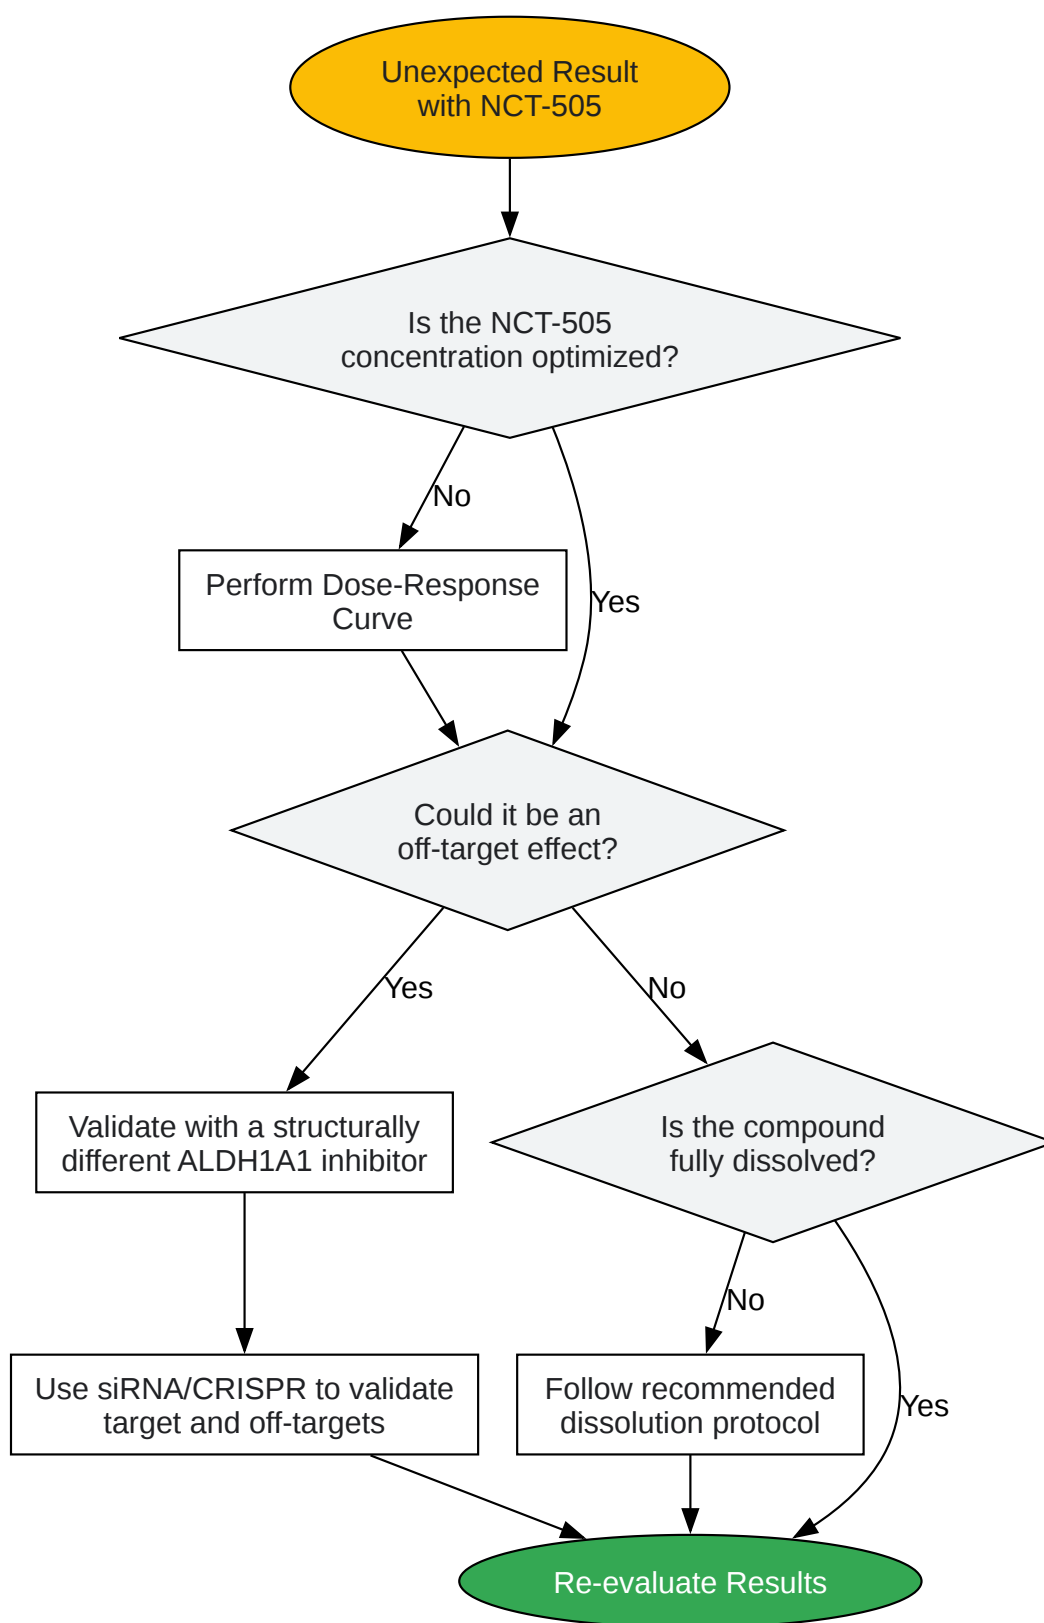 Unexpected Result
with NCT-505
Is the NCT-505
concentration optimized?
No
Perform Dose-Response
Curve
Yes
Could it be an
off-target effect?
Yes
No
Validate with a structurally
different ALDH1A1 inhibitor
Is the compound
fully dissolved?
No
Use siRNA/CRISPR to validate
target and off-targets
Follow recommended
dissolution protocol
Yes
Re-evaluate Results